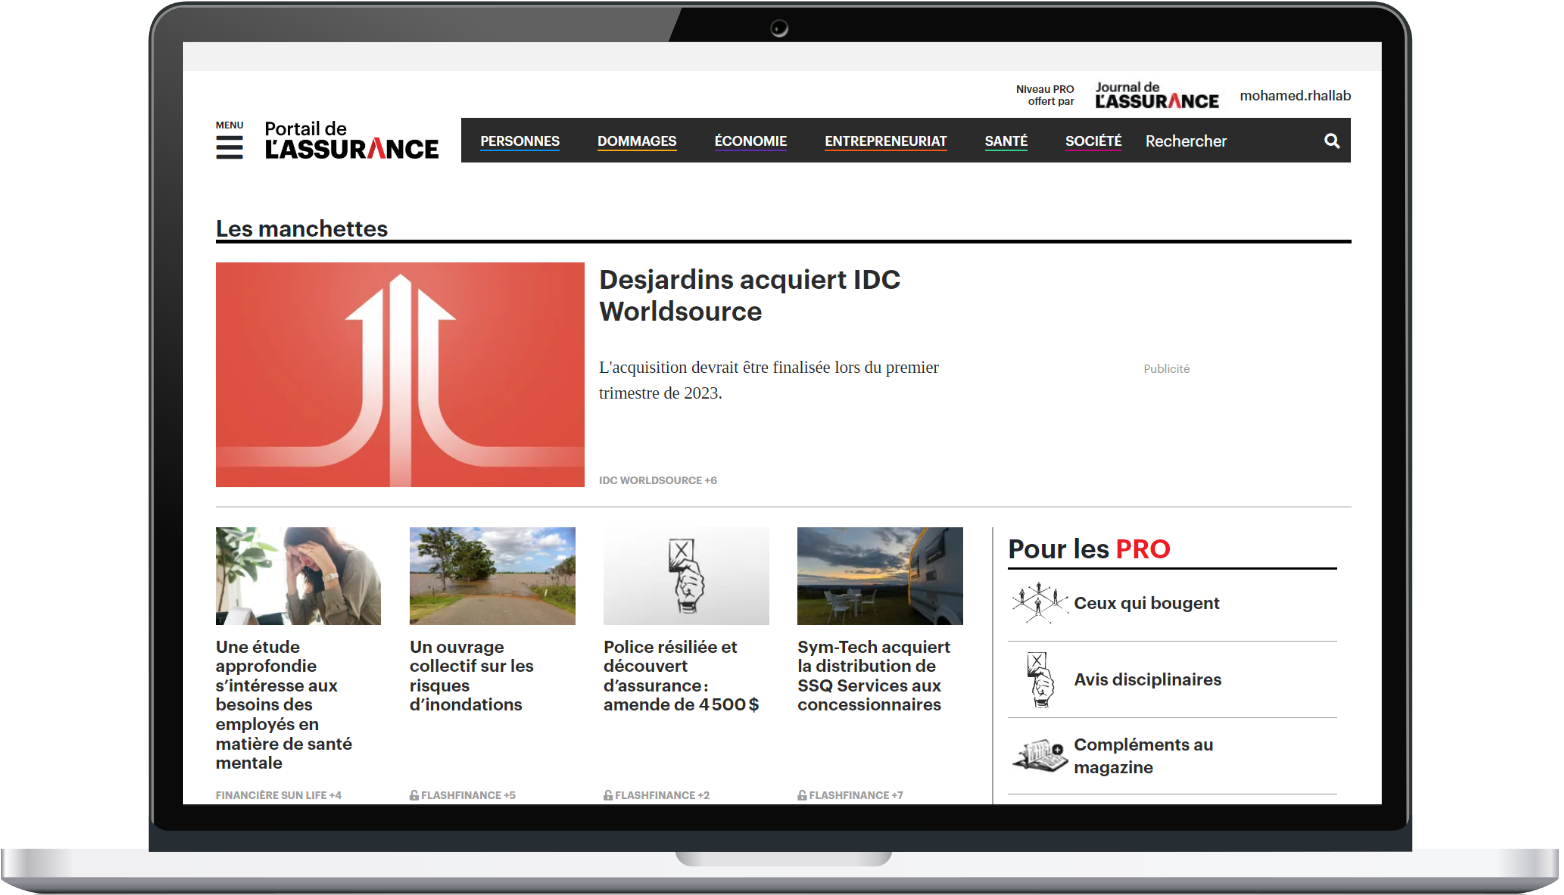 Niveau PRO
offert par
Journal de
L'ASSURANCE
mohamed.rhallab
MENU
Portail de
L'ASSURANCE
PERSONNES
DOMMAGES
ÉCONOMIE
ENTREPRENEURIAT
SANTÉ
SOCIÉTÉ
Rechercher
Les manchettes
Desjardins acquiert IDC
Worldsource
L'acquisition devrait être finalisée lors du premier
trimestre de 2023.
IDC WORLDSOURCE +6
Publicité
Une étude
approfondie
s'intéresse aux
besoins des
employés en
matière de santé
mentale
FINANCIÈRE SUN LIFE +4
Un ouvrage
collectif sur les
risques
d'inondations
FLASHFINANCE +5
Police résiliée et
découvert
d'assurance :
amende de 4 500 $
FLASHFINANCE +2
Sym-Tech acquiert
la distribution de
SSQ Services aux
concessionnaires
FLASHFINANCE +7
Pour les PRO
Ceux qui bougent
Avis disciplinaires
Compléments au
magazine